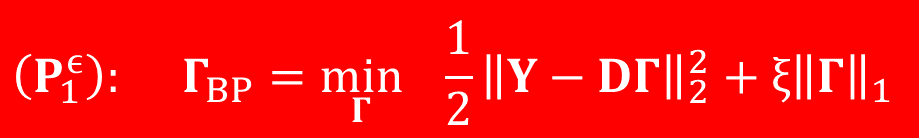 (𝐏₁^ϵ): 𝚪_BP = min_𝚪 1/2 ‖𝐘 − 𝐃𝚪‖₂² + ξ‖𝚪‖₁